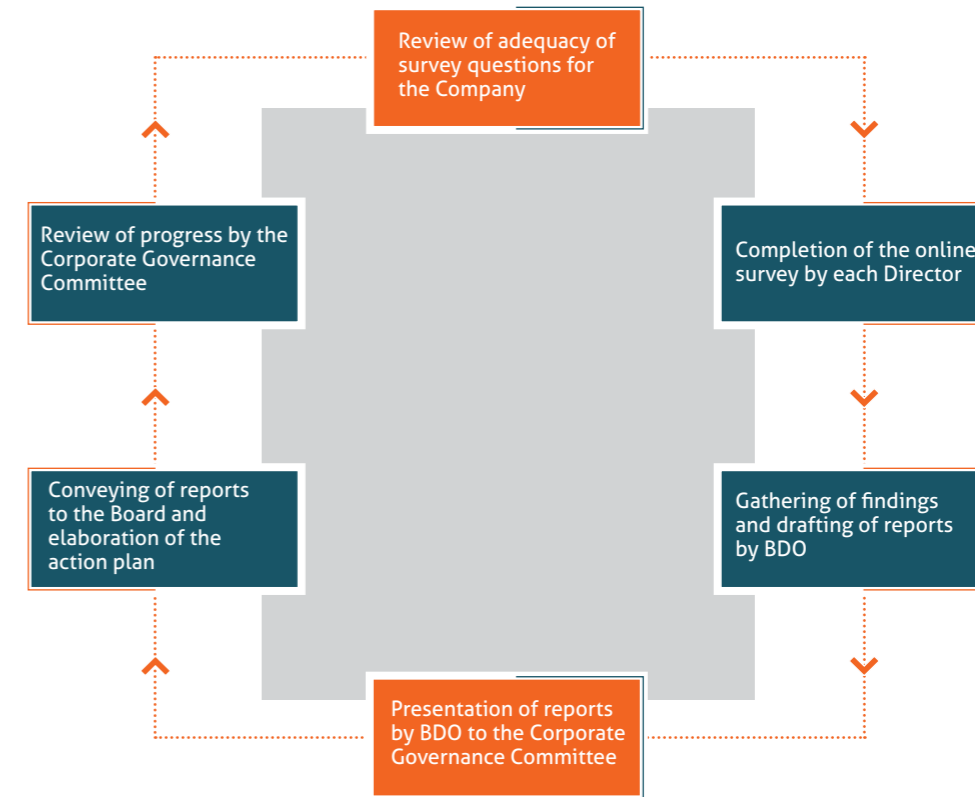 Review of adequacy of
survey questions for
the Company
Review of progress by the
Corporate Governance
Committee
Completion of the online
survey by each Director
Conveying of reports
to the Board and
elaboration of the
action plan
Gathering of findings
and drafting of reports
by BDO
Presentation of reports
by BDO to the Corporate
Governance Committee